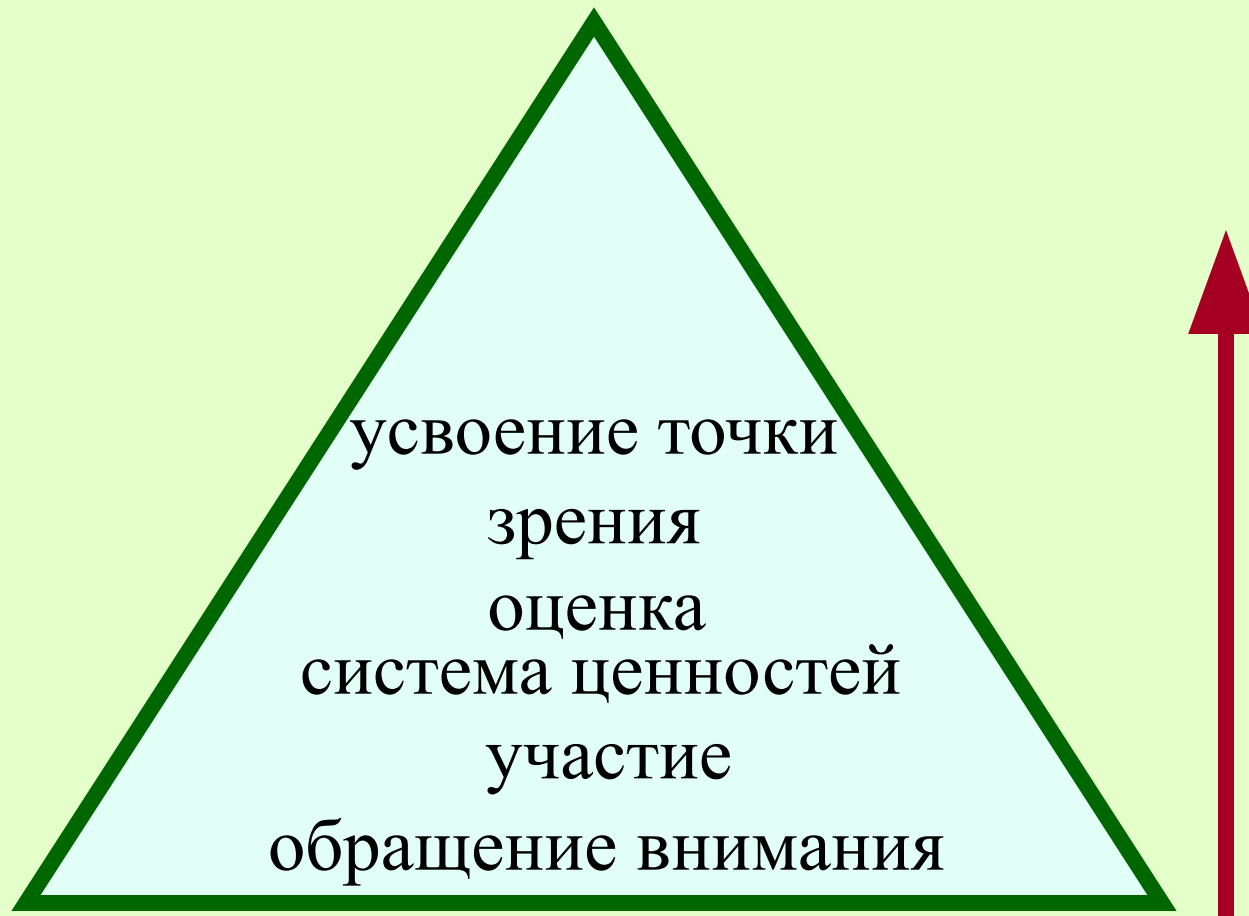 усвоение точки
зрения
оценка
система ценностей
участие
обращение внимания